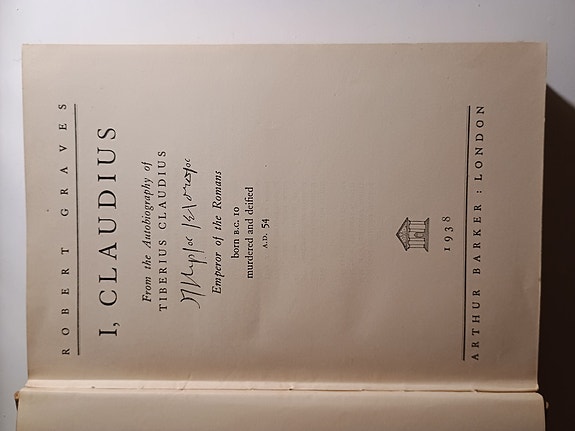 ROBERT GRAVES
I, CLAUDIUS
From the Autobiography of
TIBERIUS CLAUDIUS
Emperor of the Romans
born B.C. 10
murdered and deified
A.D. 54
1938
ARTHUR BARKER : LONDON